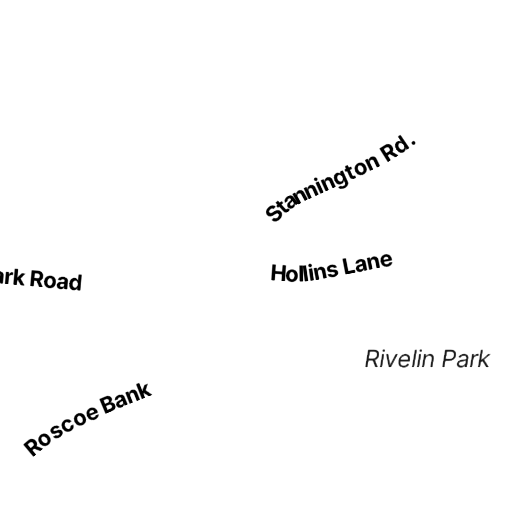 Stannington Rd.
Hollins Lane
ark Road
Rivelin Park
Roscoe Bank